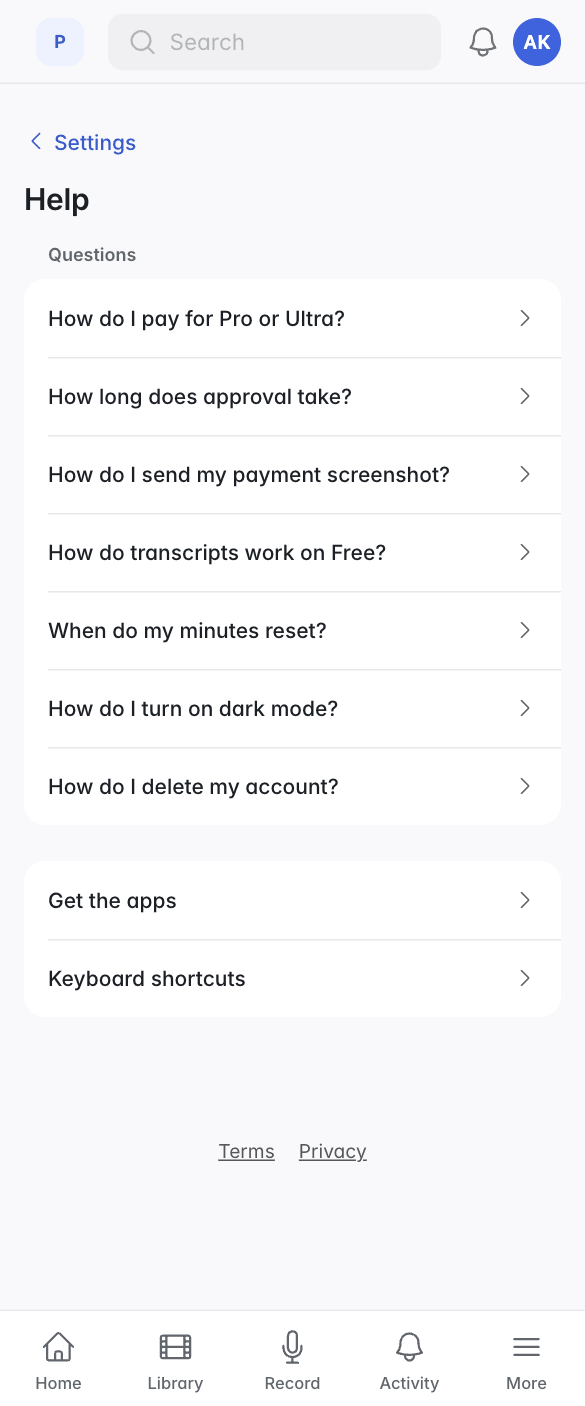 P
Search
AK
Settings
Help
Questions
How do I pay for Pro or Ultra?
How long does approval take?
How do I send my payment screenshot?
How do transcripts work on Free?
When do my minutes reset?
How do I turn on dark mode?
How do I delete my account?
Get the apps
Keyboard shortcuts
Terms Privacy
Home Library Record Activity More